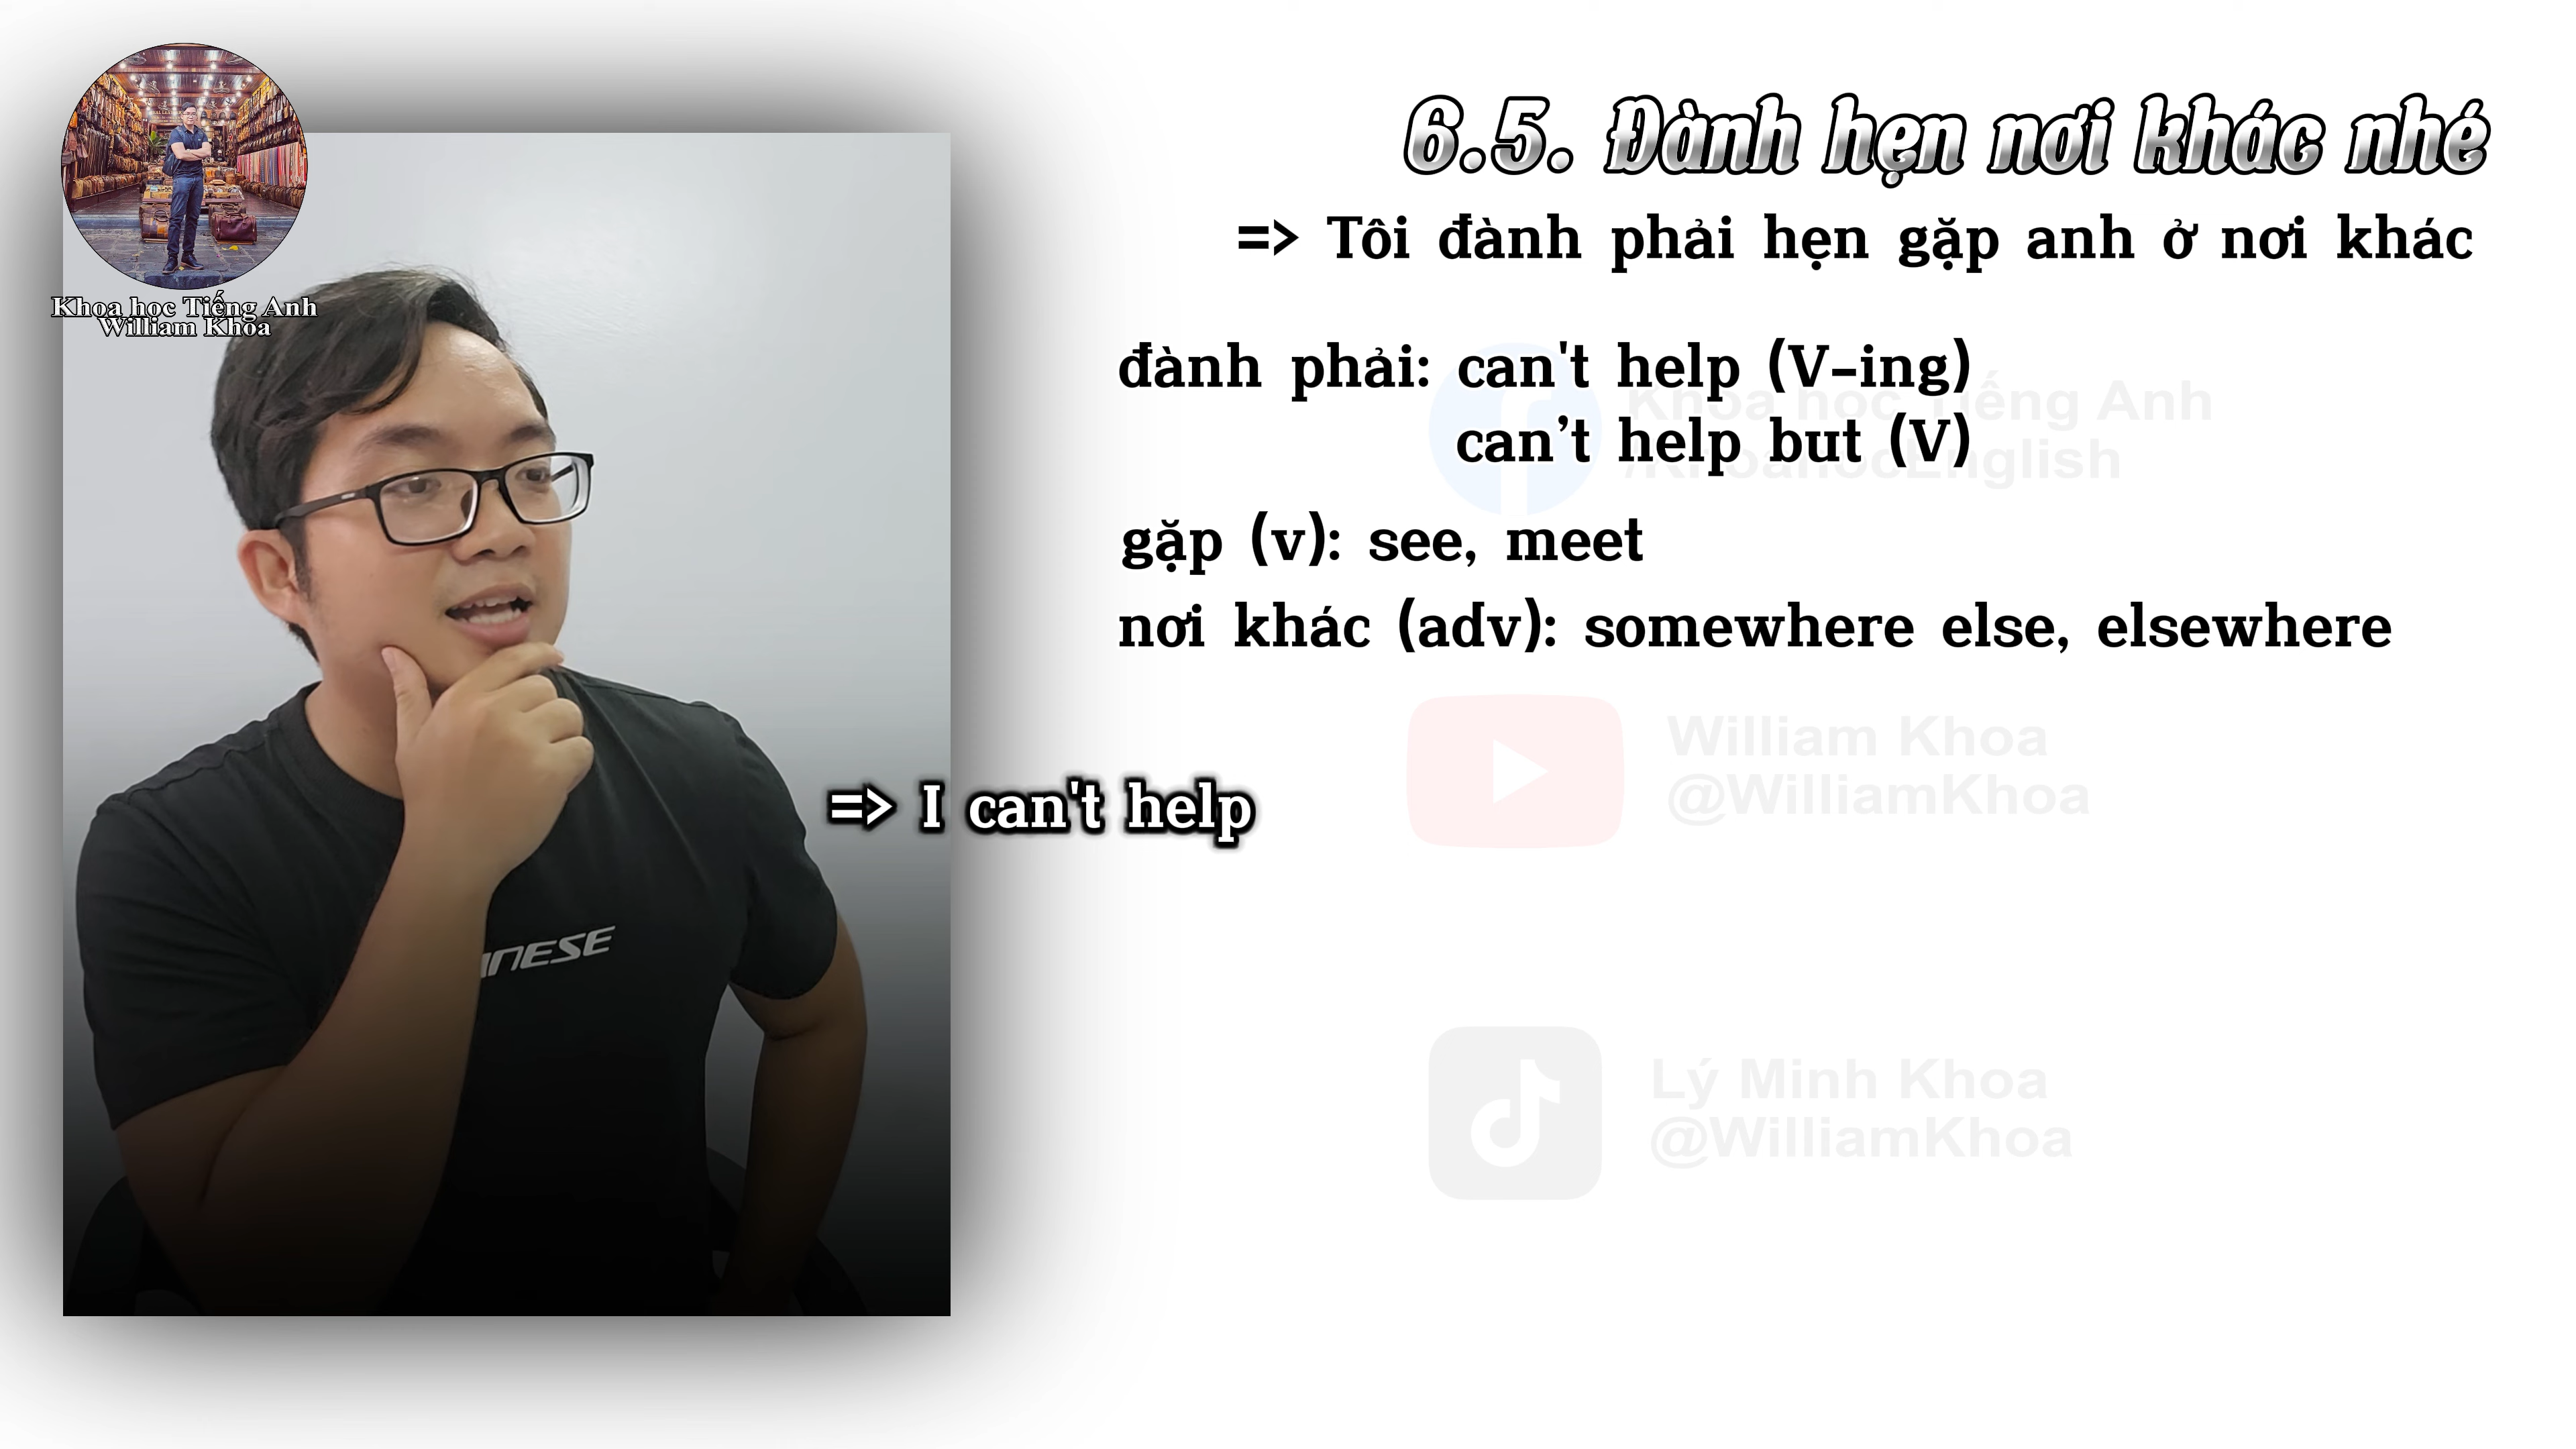 6.5. Đành hẹn nơi khác nhé
=> Tôi đành phải hẹn gặp anh ở nơi khác
Khoa học Tiếng Anh
William Khoa
đành phải: can't help (V-ing)
can’t help but (V)
Khoa học Tiếng Anh
/KhoahocEnglish
gặp (v): see, meet
nơi khác (adv): somewhere else, elsewhere
William Khoa
@WilliamKhoa
=> I can't help
INESE
Lý Minh Khoa
@WilliamKhoa